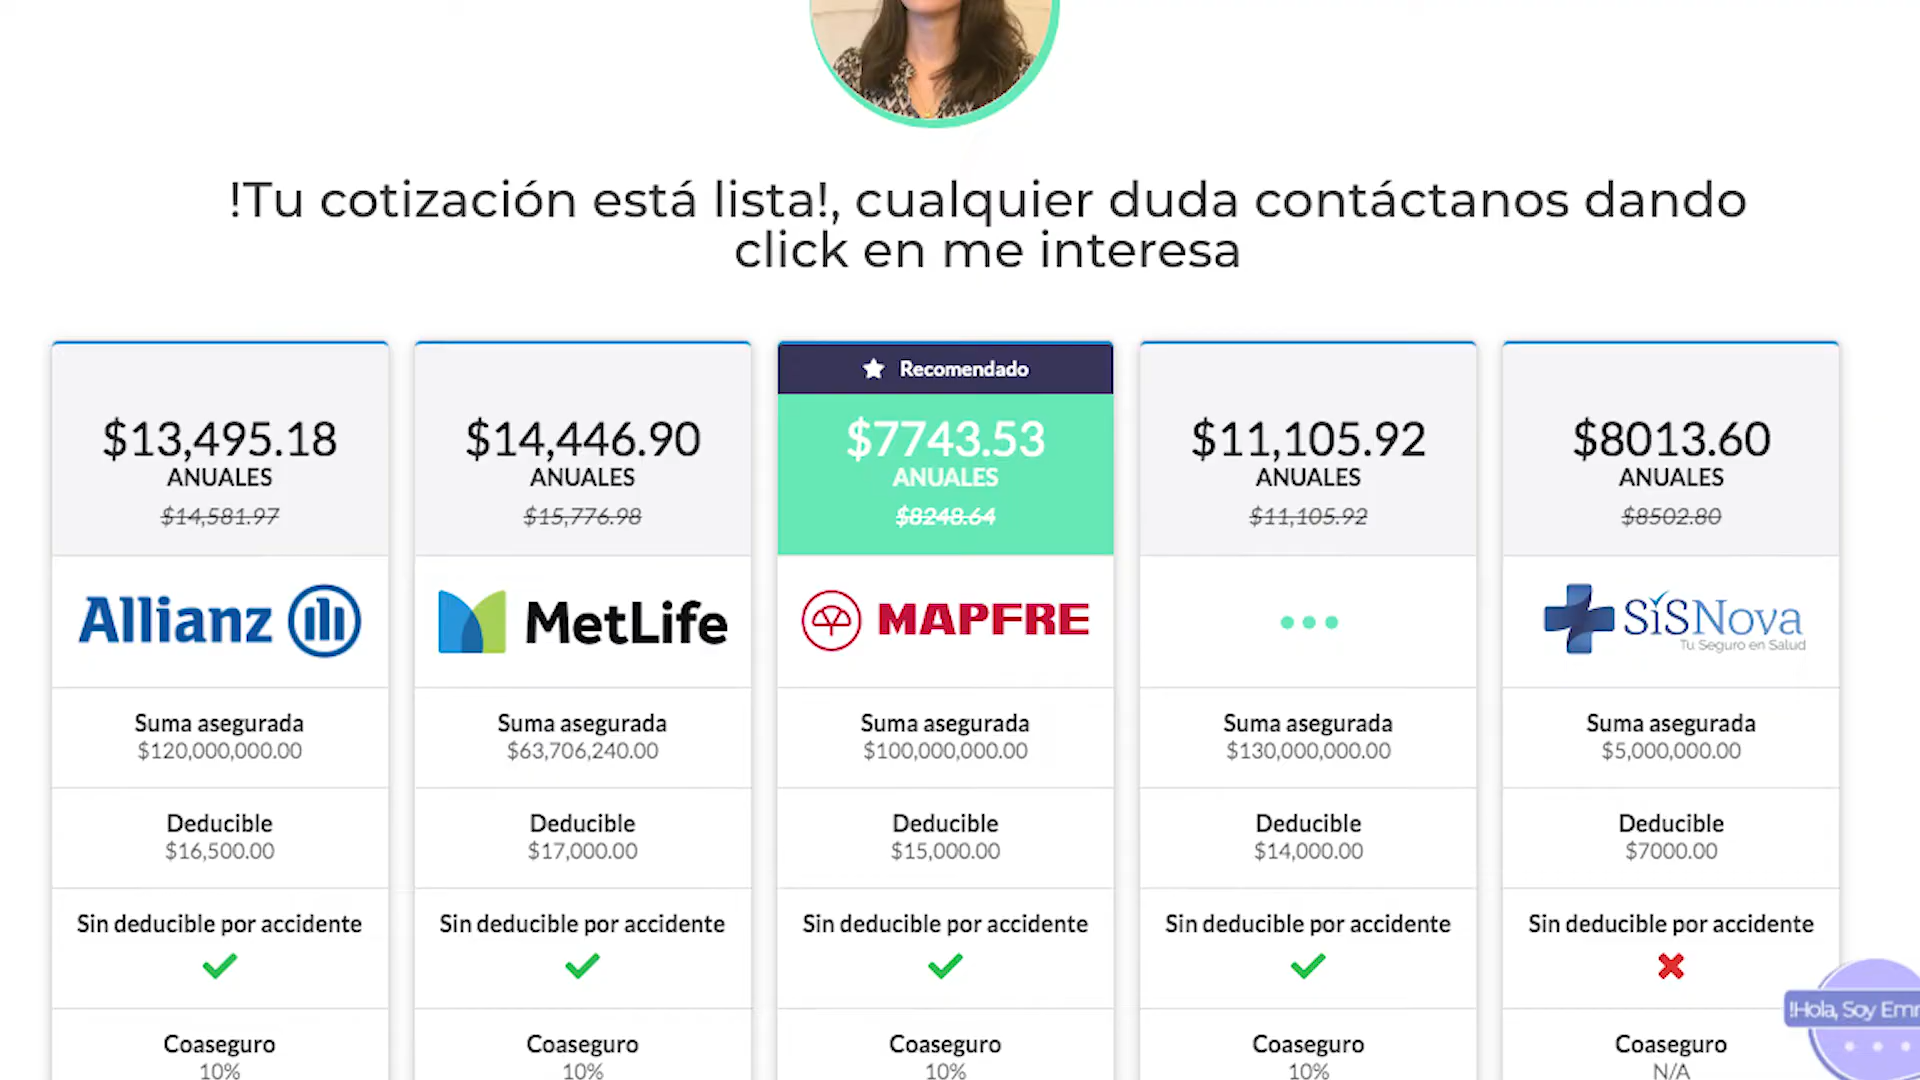 !Tu cotización está lista!, cualquier duda contáctanos dando
click en me interesa
$13,495.18
ANUALES
$14,581.97
Allianz
Suma asegurada
$120,000,000.00
Deducible
$16,500.00
Sin deducible por accidente
Coaseguro
10%
$14,446.90
ANUALES
$15,776.98
MetLife
Suma asegurada
$63,706,240.00
Deducible
$17,000.00
Sin deducible por accidente
Coaseguro
10%
Recomendado
$7743.53
ANUALES
$8248.64
MAPFRE
Suma asegurada
$100,000,000.00
Deducible
$15,000.00
Sin deducible por accidente
Coaseguro
10%
$11,105.92
ANUALES
$11,105.92
Suma asegurada
$130,000,000.00
Deducible
$14,000.00
Sin deducible por accidente
Coaseguro
10%
$8013.60
ANUALES
$8502.80
SiSNova
Tu Seguro en Salud
Suma asegurada
$5,000,000.00
Deducible
$7000.00
Sin deducible por accidente
Coaseguro
N/A
!Hola, Soy